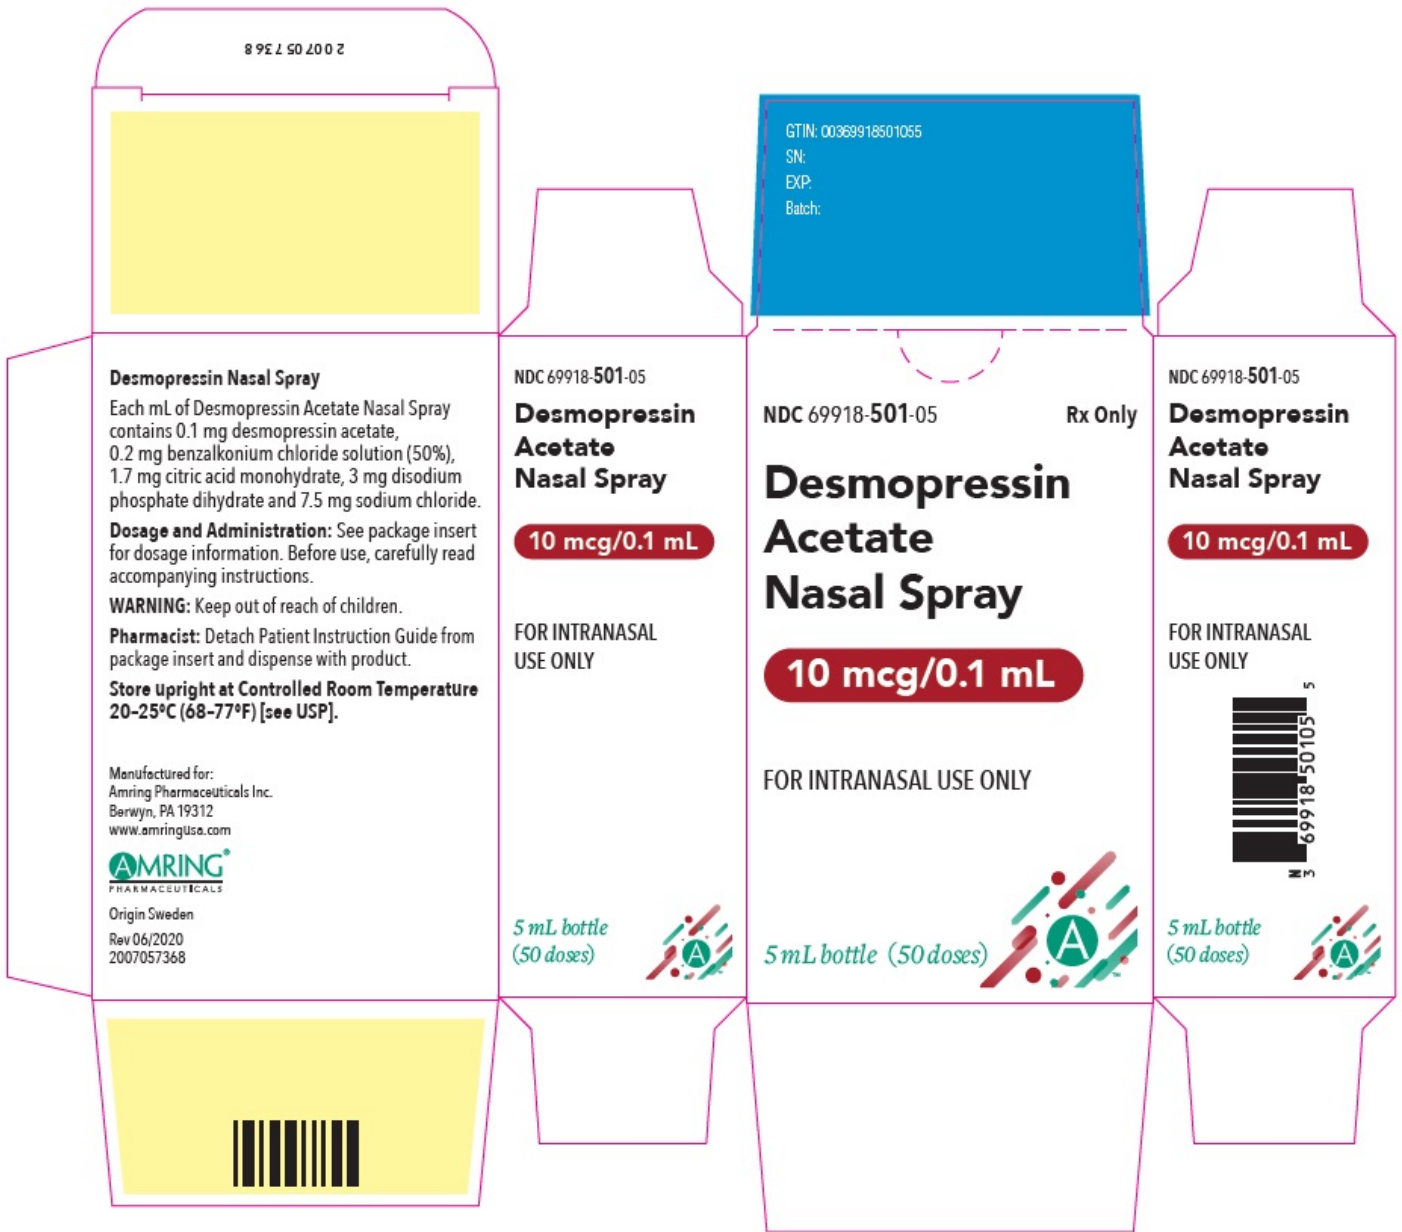 2007057368
GTIN: 00369918501055
SN:
EXP:
Batch:
Desmopressin Nasal Spray
Each mL of Desmopressin Acetate Nasal Spray
contains 0.1 mg desmopressin acetate,
0.2 mg benzalkonium chloride solution (50%),
1.7 mg citric acid monohydrate, 3 mg disodium
phosphate dihydrate and 7.5 mg sodium chloride.
Dosage and Administration: See package insert
for dosage information. Before use, carefully read
accompanying instructions.
WARNING: Keep out of reach of children.
Pharmacist: Detach Patient Instruction Guide from
package insert and dispense with product.
Store upright at Controlled Room Temperature
20–25ºC (68–77ºF) [see USP].
Manufactured for:
Amring Pharmaceuticals Inc.
Berwyn, PA 19312
www.amringusa.com
AMRING®
PHARMACEUTICALS
Origin Sweden
Rev 06/2020
2007057368
NDC 69918-501-05
Desmopressin
Acetate
Nasal Spray
10 mcg/0.1 mL
FOR INTRANASAL
USE ONLY
5 mL bottle
(50 doses)
A
NDC 69918-501-05 Rx Only
Desmopressin
Acetate
Nasal Spray
10 mcg/0.1 mL
FOR INTRANASAL USE ONLY
5 mL bottle (50 doses)
A™
NDC 69918-501-05
Desmopressin
Acetate
Nasal Spray
10 mcg/0.1 mL
FOR INTRANASAL
USE ONLY
N
3 69918 50105 5
5 mL bottle
(50 doses)
A